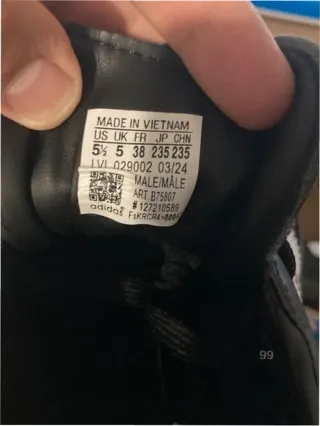 MADE IN VIETNAM
US UK FR JP CHN
5½ 5 38 235 235
LVL 029002 03/24
MALE/MÂLE
ART. B75807
# 127210589
adidas
99